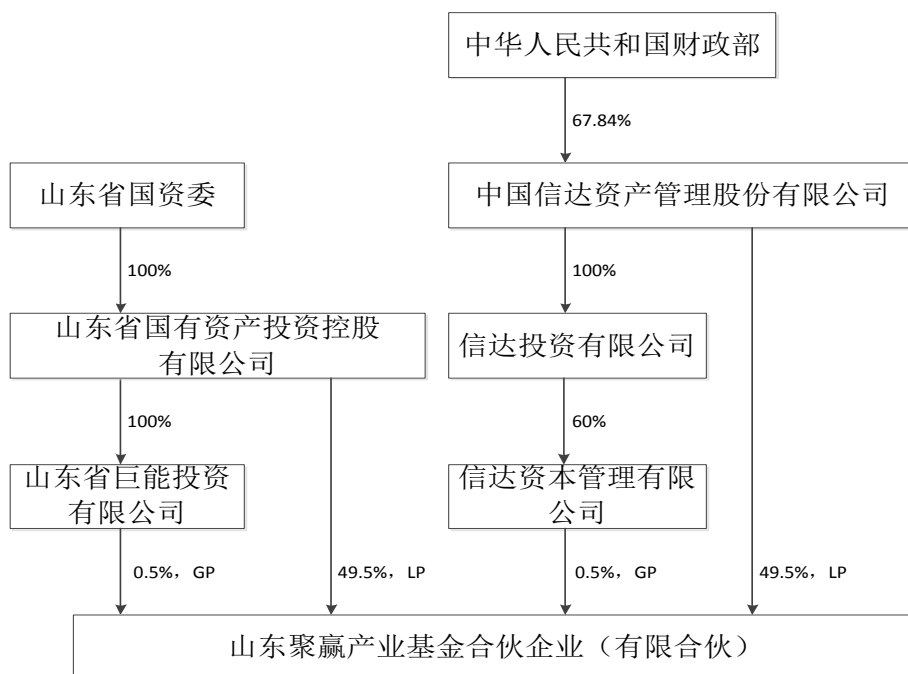 中华人民共和国财政部
67.84%
山东省国资委
中国信达资产管理股份有限公司
100%
100%
山东省国有资产投资控股
有限公司
信达投资有限公司
100%
60%
山东省巨能投资
有限公司
信达资本管理有限
公司
0.5%，GP
49.5%，LP
0.5%，GP
49.5%，LP
山东聚赢产业基金合伙企业（有限合伙）